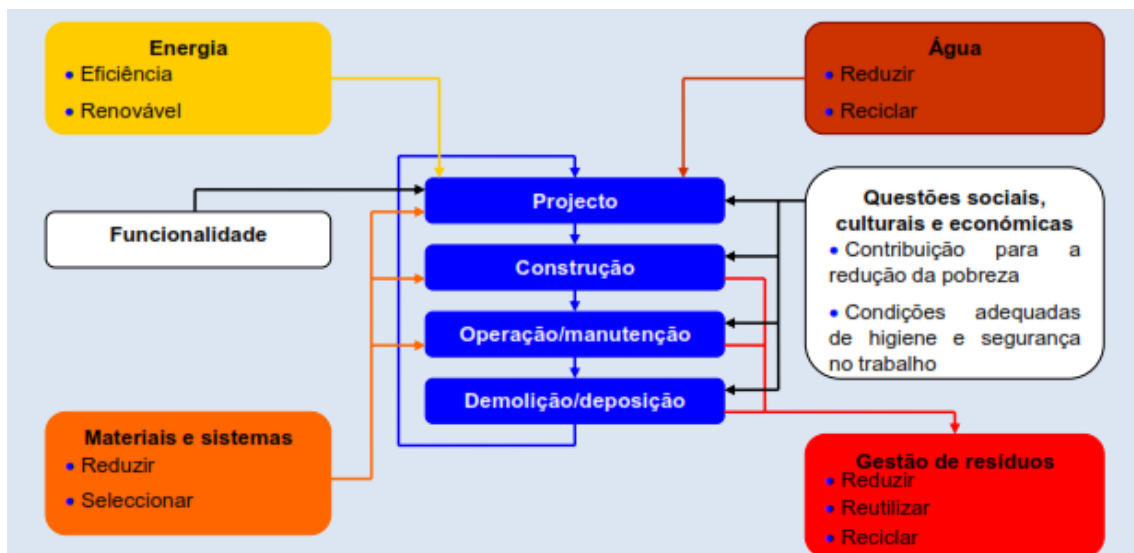 Energia
• Eficiência
• Renovável
Água
• Reduzir
• Reciclar
Projecto
Funcionalidade
Construção
Operação/manutenção
Demolição/deposição
Questões sociais,
culturais e económicas
• Contribuição para a
redução da pobreza
• Condições adequadas
de higiene e segurança
no trabalho
Materiais e sistemas
• Reduzir
• Seleccionar
Gestão de resíduos
• Reduzir
• Reutilizar
• Reciclar